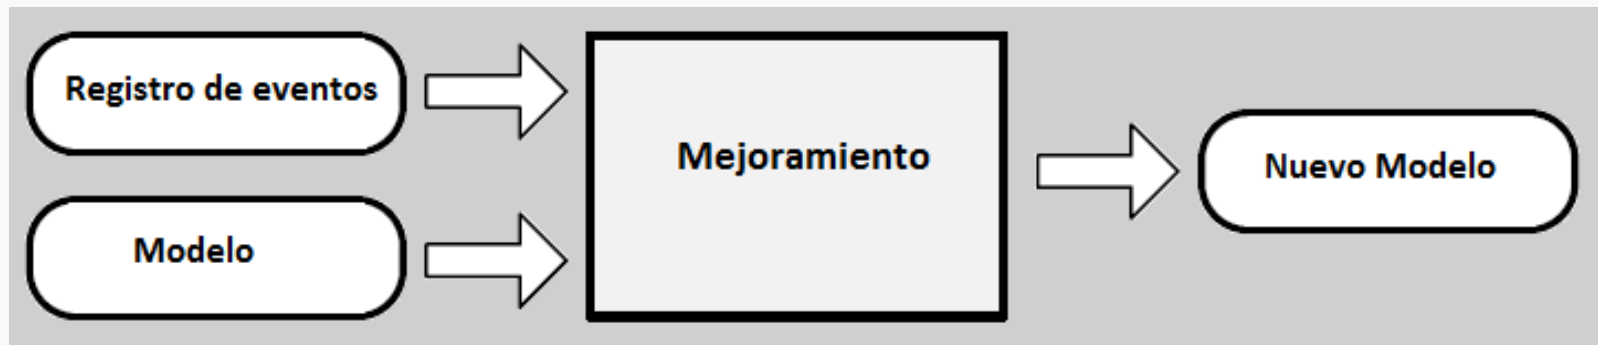 Registro de eventos
Modelo
Mejoramiento
Nuevo Modelo